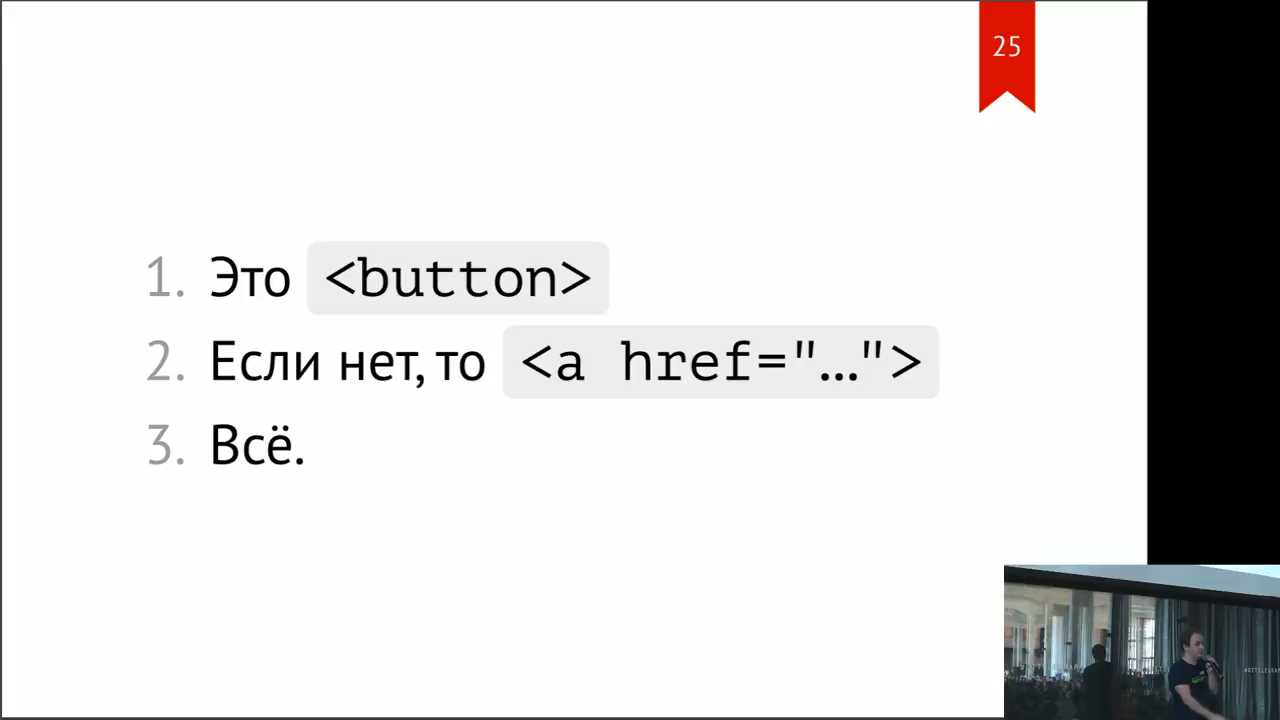 25
1. Это <button>
2. Если нет, то <a href="...">
3. Всё.